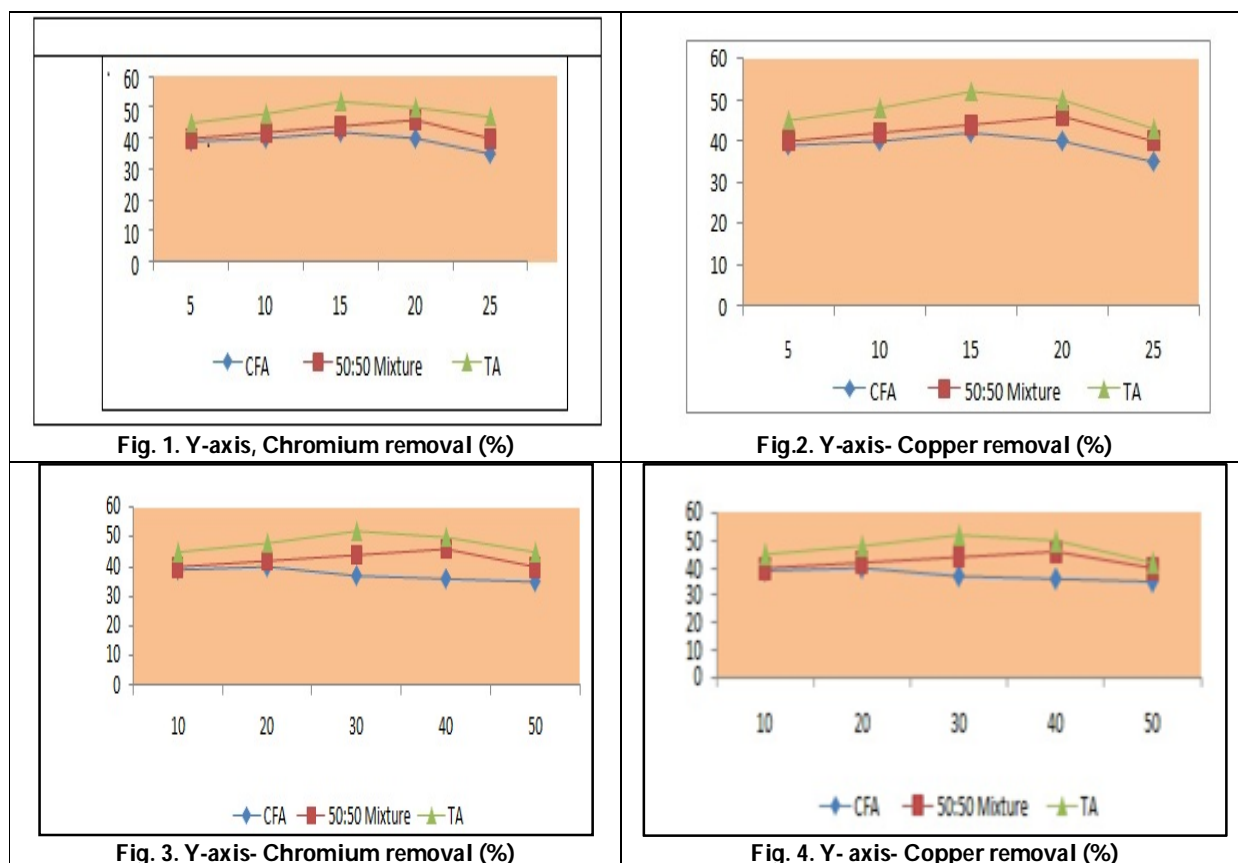 60
50
40
30
20
10
0
5 10 15 20 25
CFA 50:50 Mixture TA
Fig. 1. Y-axis, Chromium removal (%)
60
50
40
30
20
10
0
5 10 15 20 25
CFA 50:50 Mixture TA
Fig.2. Y-axis- Copper removal (%)
60
50
40
30
20
10
0
10 20 30 40 50
CFA 50:50 Mixture TA
Fig. 3. Y-axis- Chromium removal (%)
60
50
40
30
20
10
0
10 20 30 40 50
CFA 50:50 Mixture TA
Fig. 4. Y- axis- Copper removal (%)